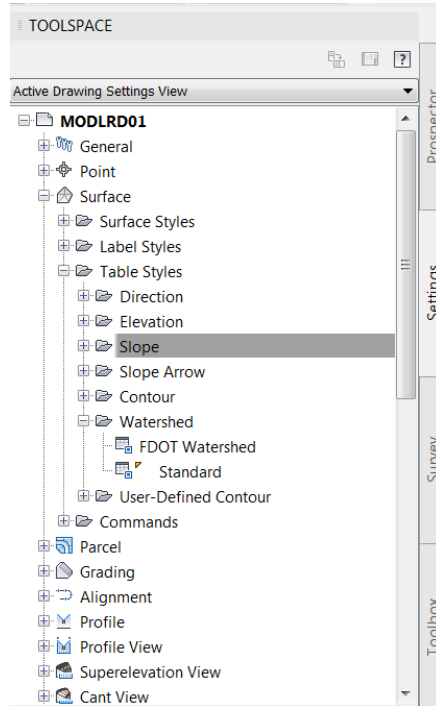 TOOLSPACE
?
Active Drawing Settings View
MODLRD01
General
Point
Surface
Surface Styles
Label Styles
Table Styles
Direction
Elevation
Slope
Slope Arrow
Contour
Watershed
FDOT Watershed
Standard
User-Defined Contour
Commands
Parcel
Grading
Alignment
Profile
Profile View
Superelevation View
Cant View
Prospector
Settings
Survey
Toolbox